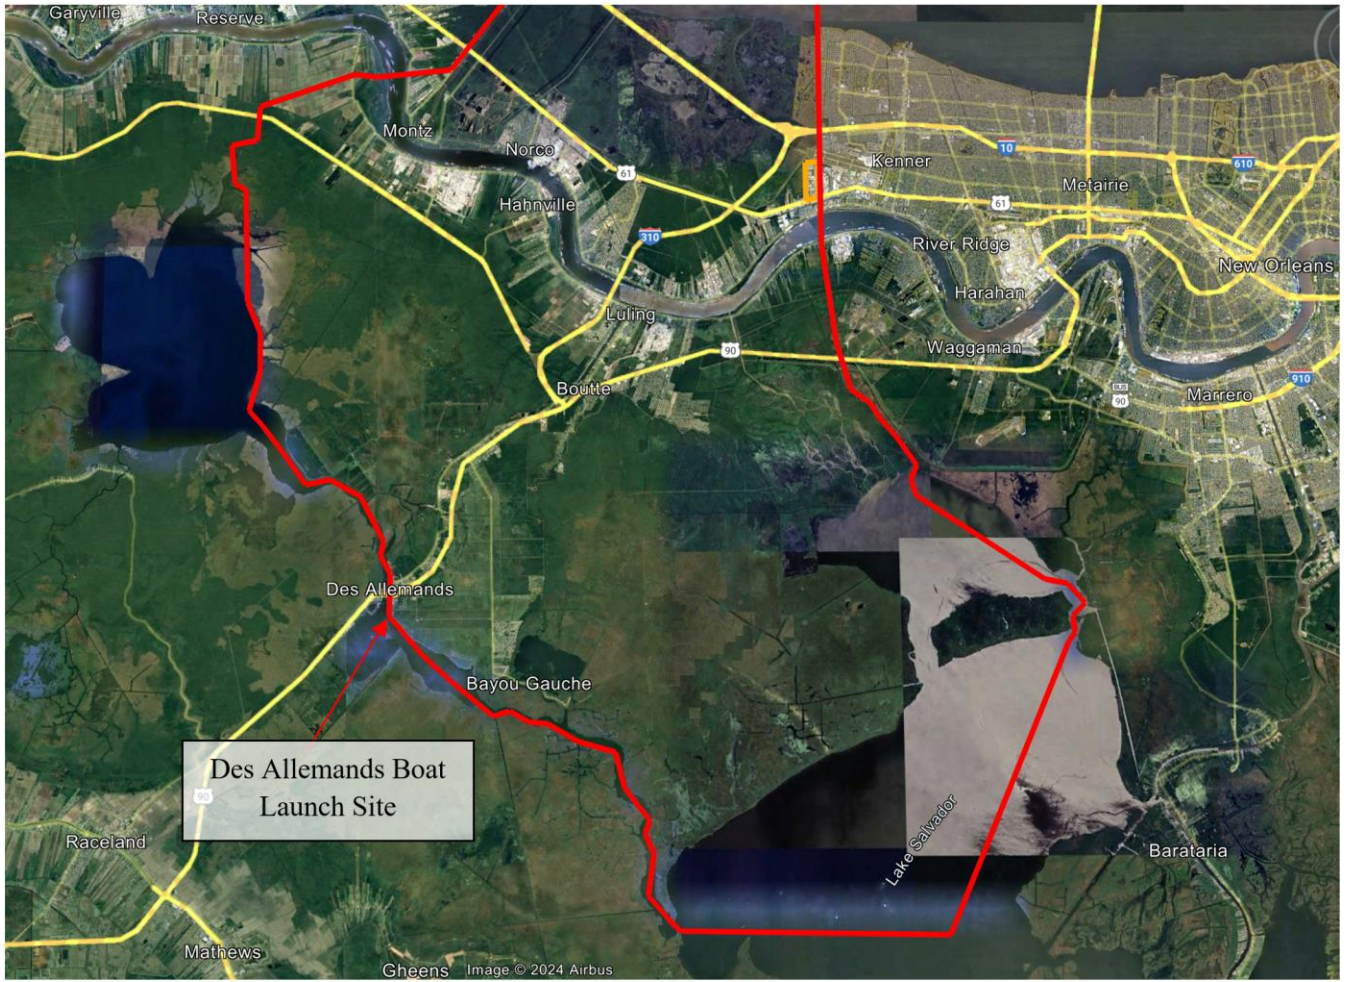 Garyville
Reserve
Montz
Norco
61
Kenner
10
610
Metairie
Hahnville
61
310
River Ridge
New Orleans
Harahan
Luling
Waggaman
90
910
Boutte
BUS
90
Marrero
Des Allemands
Bayou Gauche
Des Allemands Boat
Launch Site
90
Raceland
Lake Salvador
Barataria
Mathews
Gheens
Image © 2024 Airbus